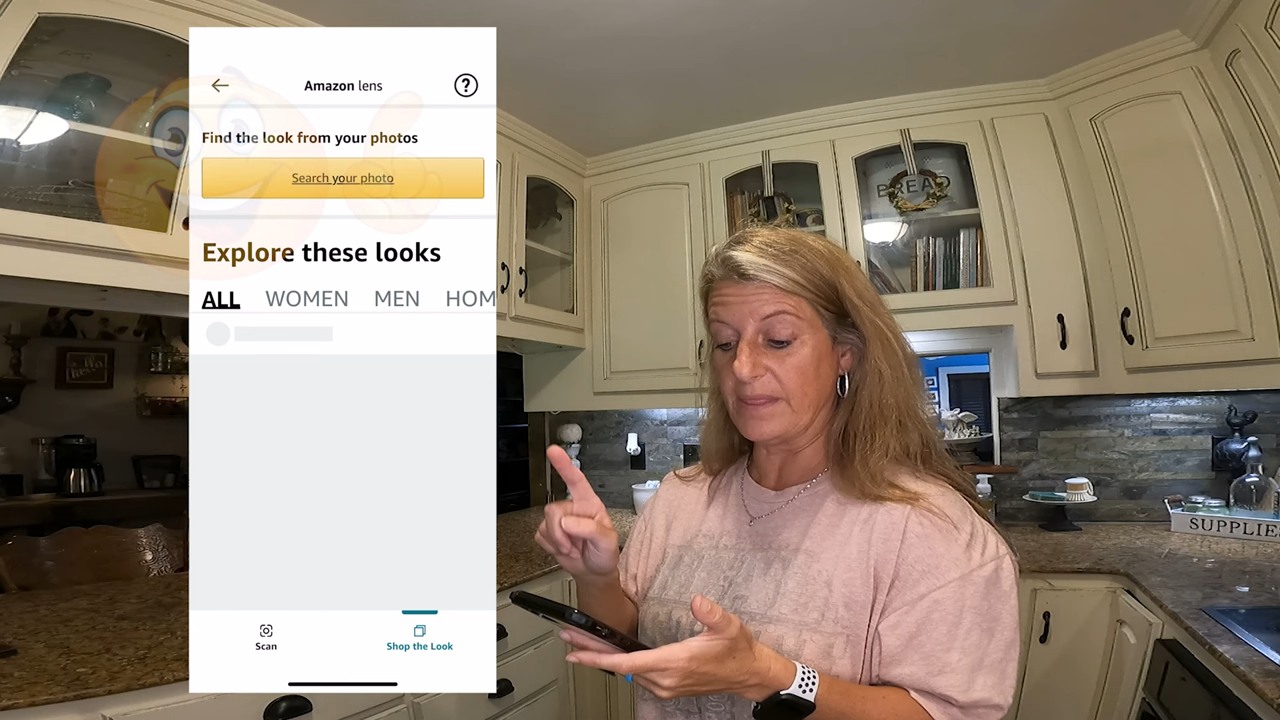 Amazon lens
?
Find the look from your photos
Search your photo
Explore these looks
ALL WOMEN MEN HOM
Scan
Shop the Look
BREAD
SUPPLIE